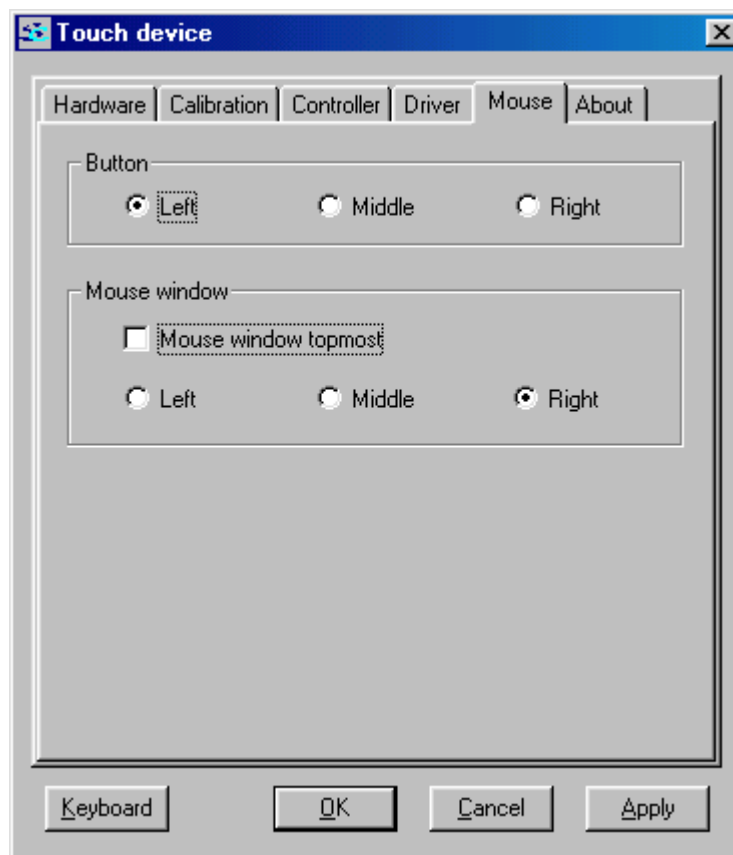 Touch device
Hardware Calibration Controller Driver Mouse About
Button
Left Middle Right
Mouse window
Mouse window topmost
Left Middle Right
Keyboard OK Cancel Apply